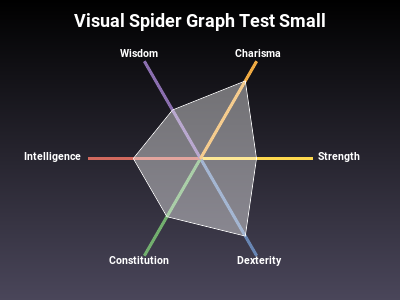 Visual Spider Graph Test Small
Wisdom
Charisma
Intelligence
Strength
Constitution
Dexterity